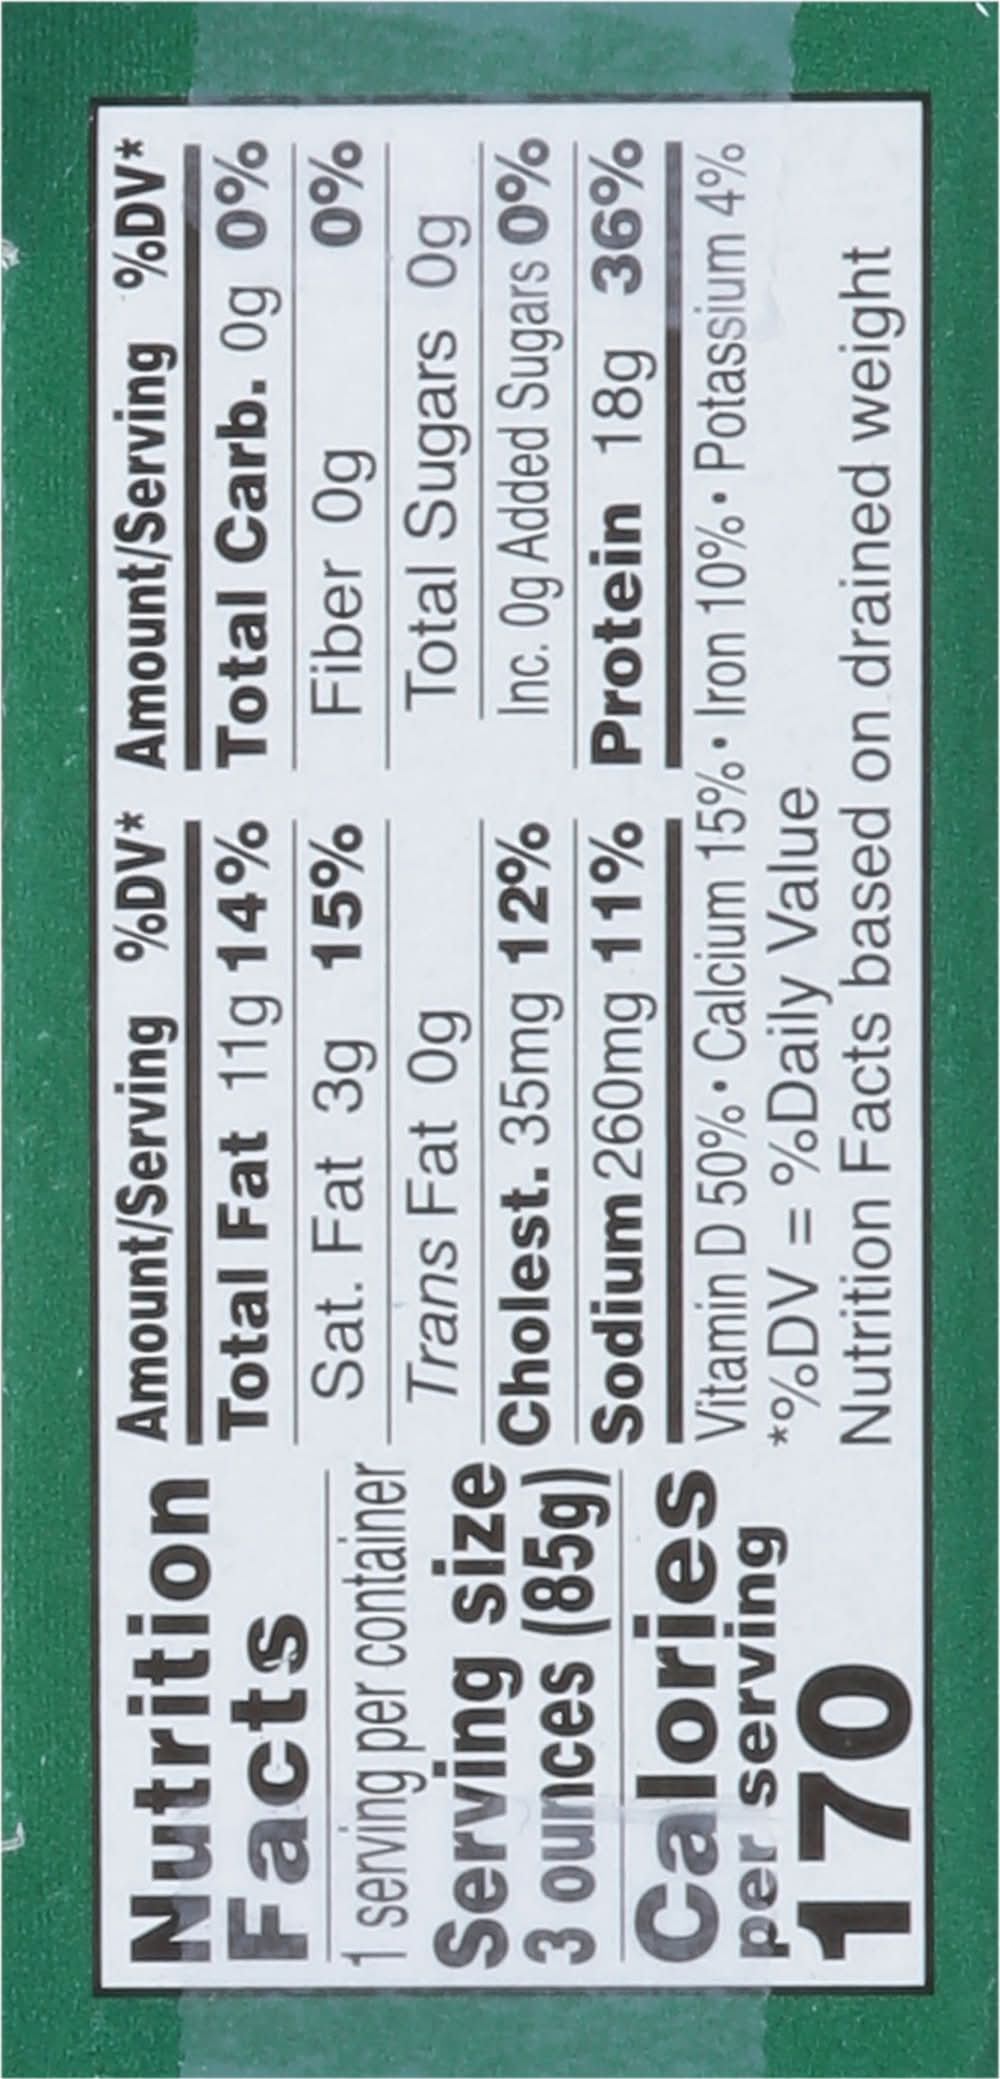 Nutrition
Facts
1 serving per container
Serving size
3 ounces (85g)
Calories
per serving
170
Amount/Serving %DV*
Total Fat 11g 14%
Sat. Fat 3g 15%
Trans Fat 0g
Cholest. 35mg 12%
Sodium 260mg 11%
Amount/Serving %DV*
Total Carb. 0g 0%
Fiber 0g 0%
Total Sugars 0g
Inc. 0g Added Sugars 0%
Protein 18g 36%
Vitamin D 50% • Calcium 15% • Iron 10% • Potassium 4%
*%DV = %Daily Value
Nutrition Facts based on drained weight